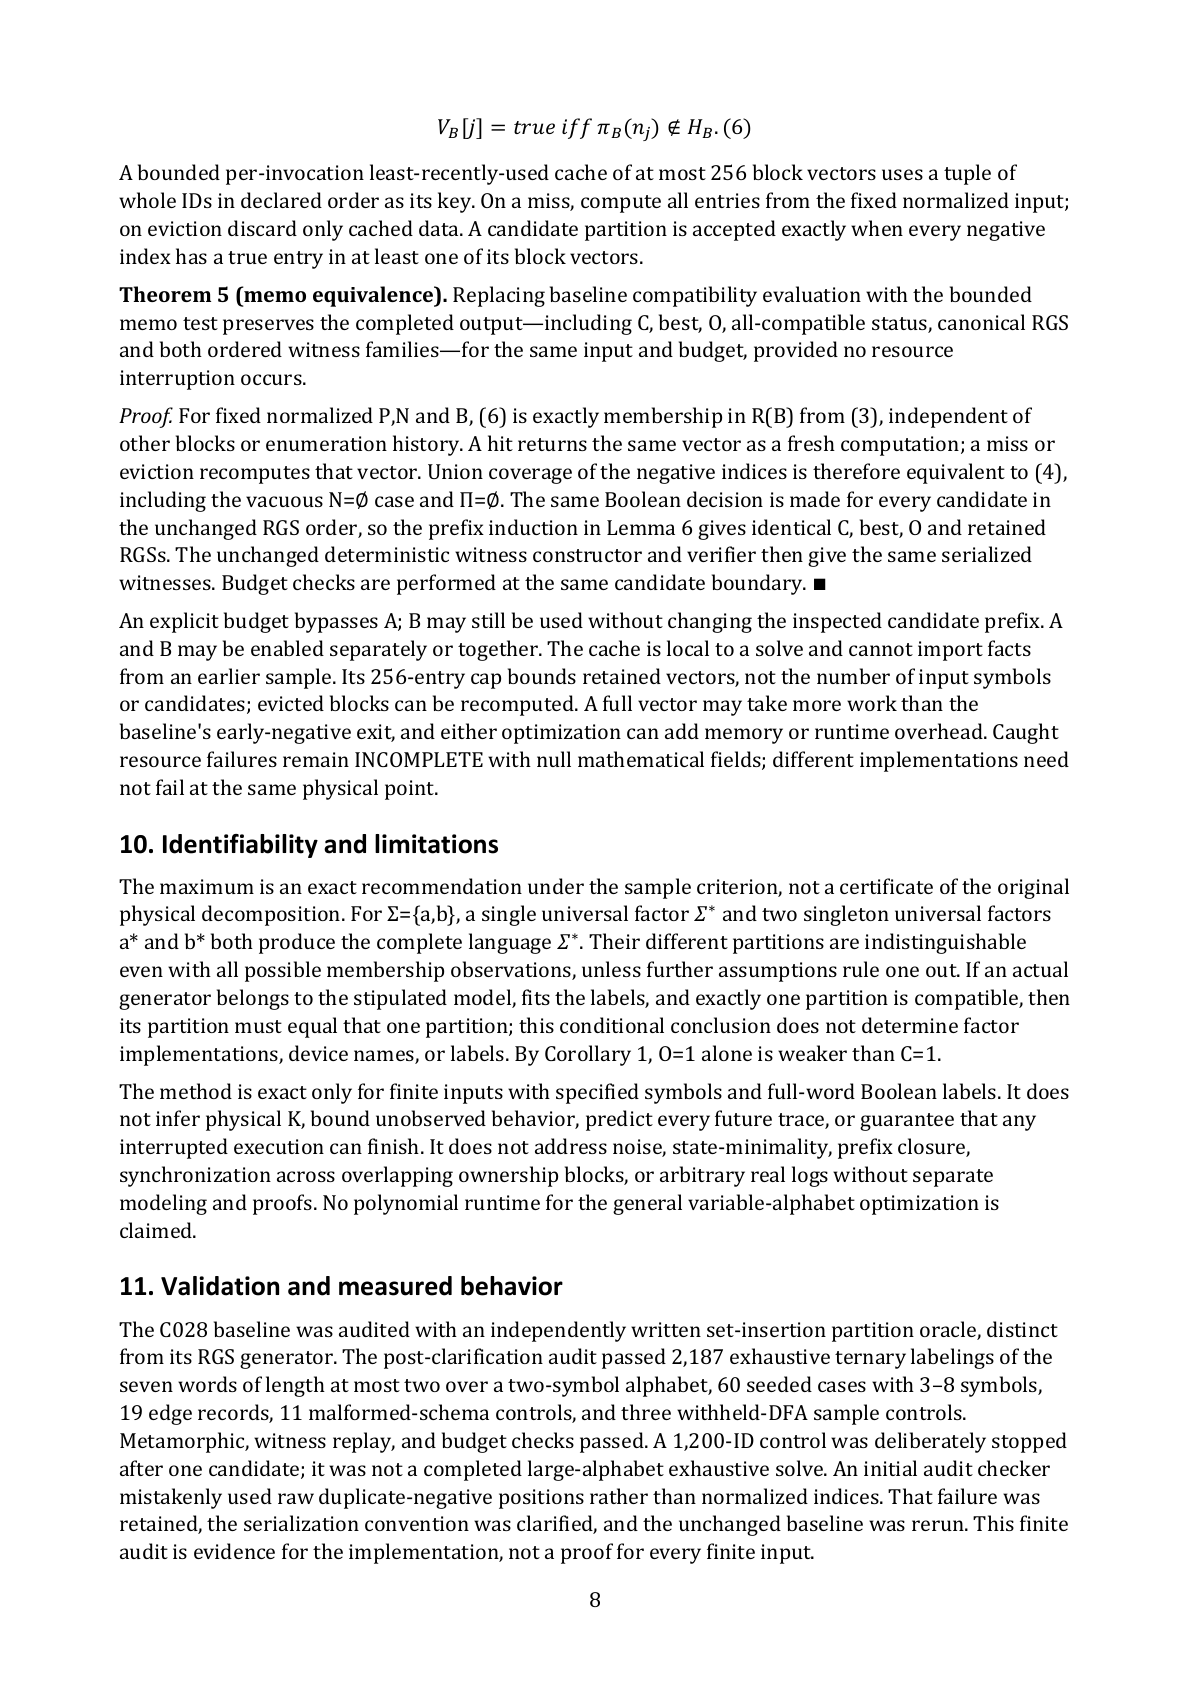 V_B[j] = true iff π_B(n_j) ∉ H_B. (6)
A bounded per-invocation least-recently-used cache of at most 256 block vectors uses a tuple of
whole IDs in declared order as its key. On a miss, compute all entries from the fixed normalized input;
on eviction discard only cached data. A candidate partition is accepted exactly when every negative
index has a true entry in at least one of its block vectors.
Theorem 5 (memo equivalence). Replacing baseline compatibility evaluation with the bounded
memo test preserves the completed output—including C, best, O, all-compatible status, canonical RGS
and both ordered witness families—for the same input and budget, provided no resource
interruption occurs.
Proof. For fixed normalized P,N and B, (6) is exactly membership in R(B) from (3), independent of
other blocks or enumeration history. A hit returns the same vector as a fresh computation; a miss or
eviction recomputes that vector. Union coverage of the negative indices is therefore equivalent to (4),
including the vacuous N=∅ case and Π=∅. The same Boolean decision is made for every candidate in
the unchanged RGS order, so the prefix induction in Lemma 6 gives identical C, best, O and retained
RGSs. The unchanged deterministic witness constructor and verifier then give the same serialized
witnesses. Budget checks are performed at the same candidate boundary. ■
An explicit budget bypasses A; B may still be used without changing the inspected candidate prefix. A
and B may be enabled separately or together. The cache is local to a solve and cannot import facts
from an earlier sample. Its 256-entry cap bounds retained vectors, not the number of input symbols
or candidates; evicted blocks can be recomputed. A full vector may take more work than the
baseline's early-negative exit, and either optimization can add memory or runtime overhead. Caught
resource failures remain INCOMPLETE with null mathematical fields; different implementations need
not fail at the same physical point.
10. Identifiability and limitations
The maximum is an exact recommendation under the sample criterion, not a certificate of the original
physical decomposition. For Σ={a,b}, a single universal factor Σ* and two singleton universal factors
a* and b* both produce the complete language Σ*. Their different partitions are indistinguishable
even with all possible membership observations, unless further assumptions rule one out. If an actual
generator belongs to the stipulated model, fits the labels, and exactly one partition is compatible, then
its partition must equal that one partition; this conditional conclusion does not determine factor
implementations, device names, or labels. By Corollary 1, O=1 alone is weaker than C=1.
The method is exact only for finite inputs with specified symbols and full-word Boolean labels. It does
not infer physical K, bound unobserved behavior, predict every future trace, or guarantee that any
interrupted execution can finish. It does not address noise, state-minimality, prefix closure,
synchronization across overlapping ownership blocks, or arbitrary real logs without separate
modeling and proofs. No polynomial runtime for the general variable-alphabet optimization is
claimed.
11. Validation and measured behavior
The C028 baseline was audited with an independently written set-insertion partition oracle, distinct
from its RGS generator. The post-clarification audit passed 2,187 exhaustive ternary labelings of the
seven words of length at most two over a two-symbol alphabet, 60 seeded cases with 3–8 symbols,
19 edge records, 11 malformed-schema controls, and three withheld-DFA sample controls.
Metamorphic, witness replay, and budget checks passed. A 1,200-ID control was deliberately stopped
after one candidate; it was not a completed large-alphabet exhaustive solve. An initial audit checker
mistakenly used raw duplicate-negative positions rather than normalized indices. That failure was
retained, the serialization convention was clarified, and the unchanged baseline was rerun. This finite
audit is evidence for the implementation, not a proof for every finite input.
8